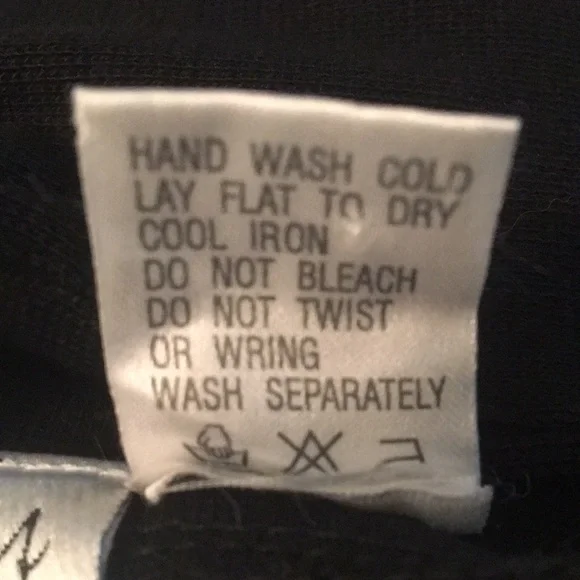 HAND WASH COLD
LAY FLAT TO DRY
COOL IRON
DO NOT BLEACH
DO NOT TWIST
OR WRING
WASH SEPARATELY